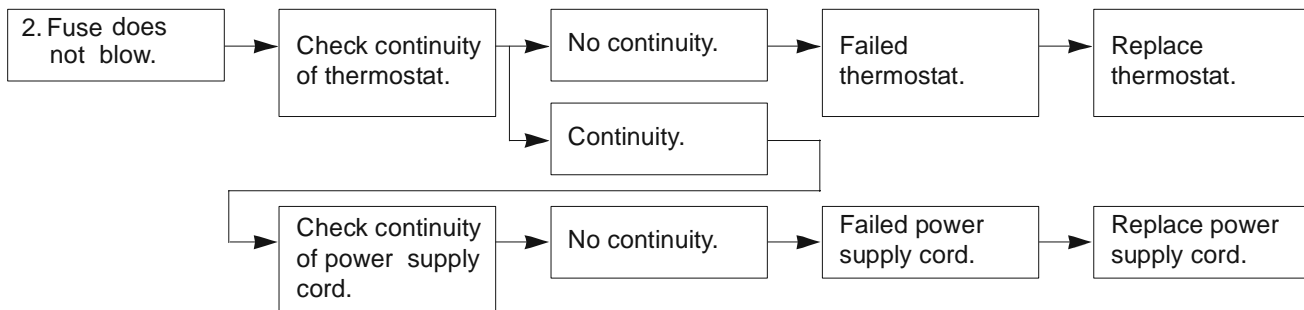 2. Fuse does
not blow.
Check continuity
of thermostat.
No continuity.
Failed
thermostat.
Replace
thermostat.
Continuity.
Check continuity
of power supply
cord.
No continuity.
Failed power
supply cord.
Replace power
supply cord.